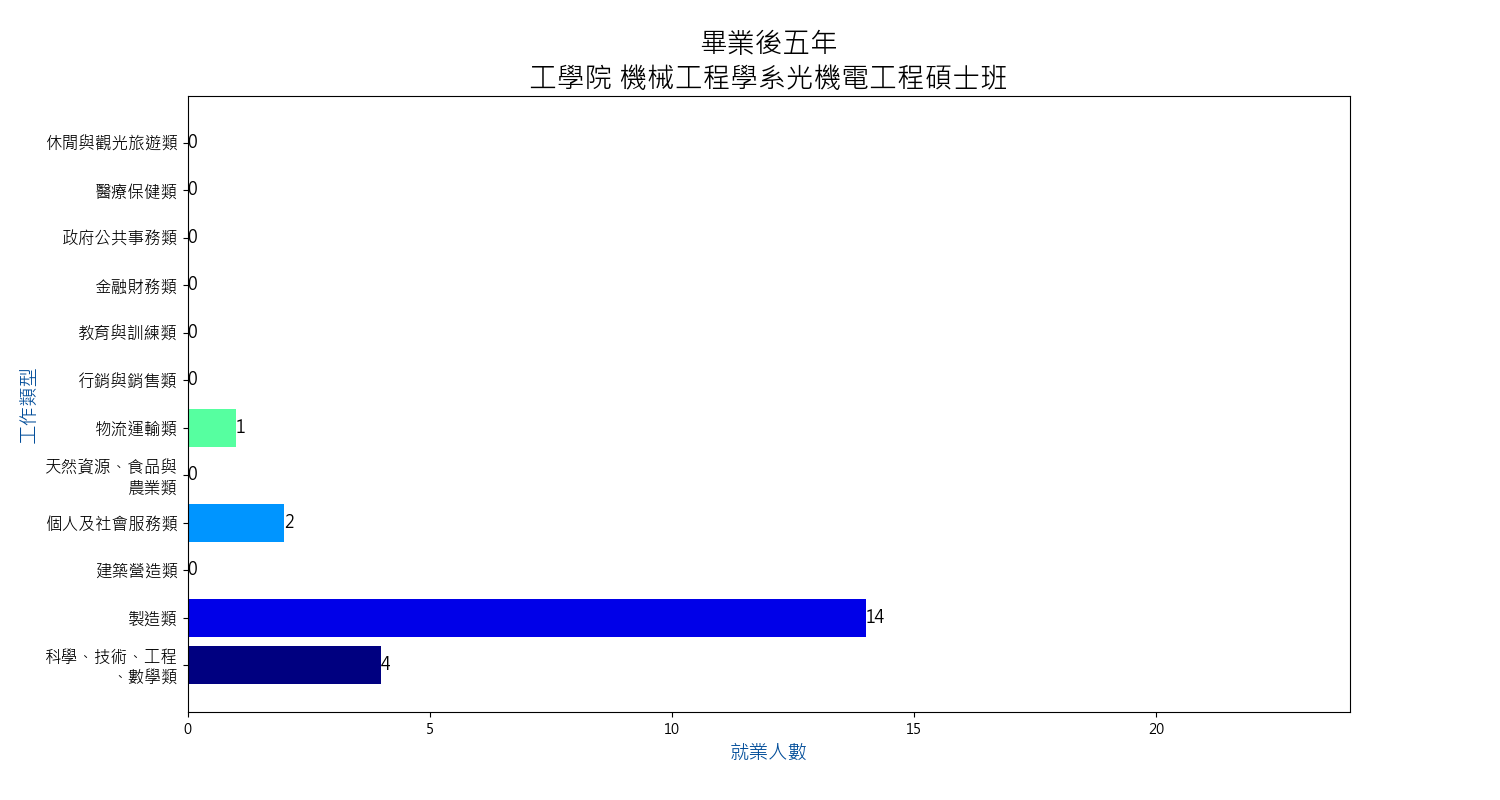 畢業後五年
工學院 機械工程學系光機電工程碩士班
休閒與觀光旅遊類 0
醫療保健類 0
政府公共事務類 0
金融財務類 0
教育與訓練類 0
行銷與銷售類 0
物流運輸類 1
天然資源、食品與
農業類 0
個人及社會服務類 2
建築營造類 0
製造類 14
科學、技術、工程
、數學類 4
工作類型
0 5 10 15 20
就業人數